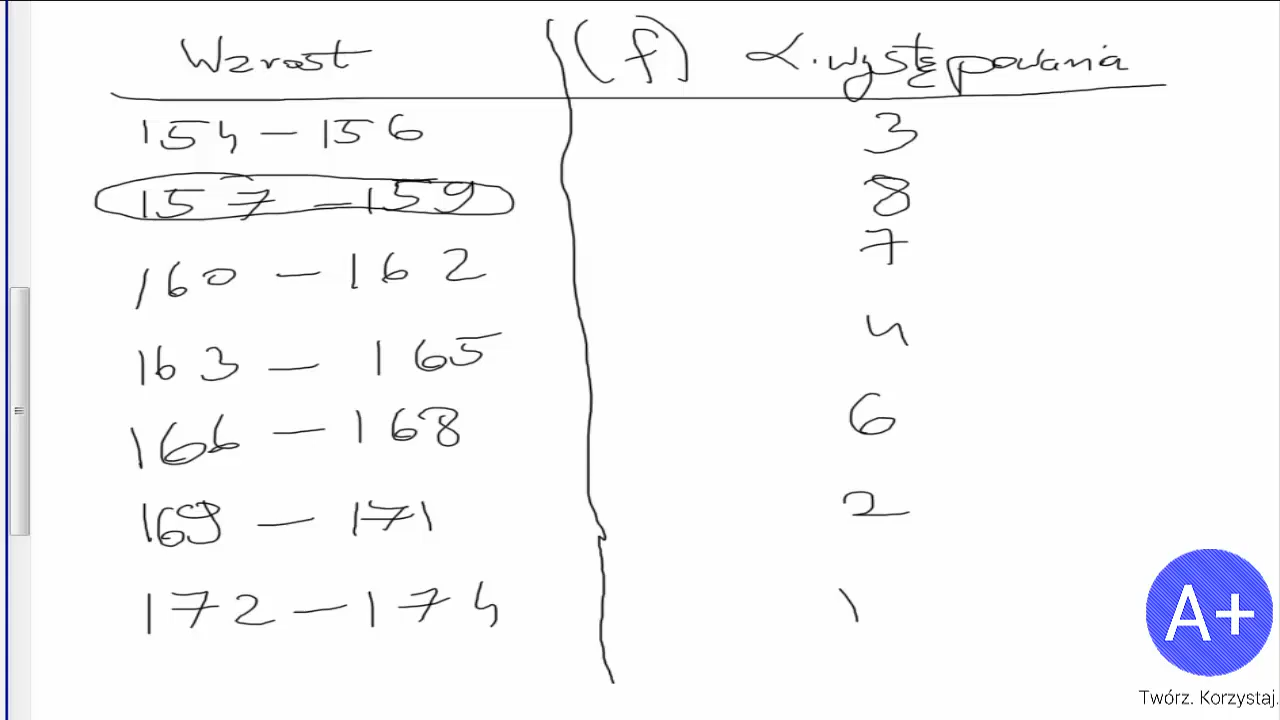 Wzrost (f) L. występowania
154 - 156 3
157 - 159 8
160 - 162 7
163 - 165 4
166 - 168 6
169 - 171 2
172 - 174 1
A+
Twórz. Korzystaj.